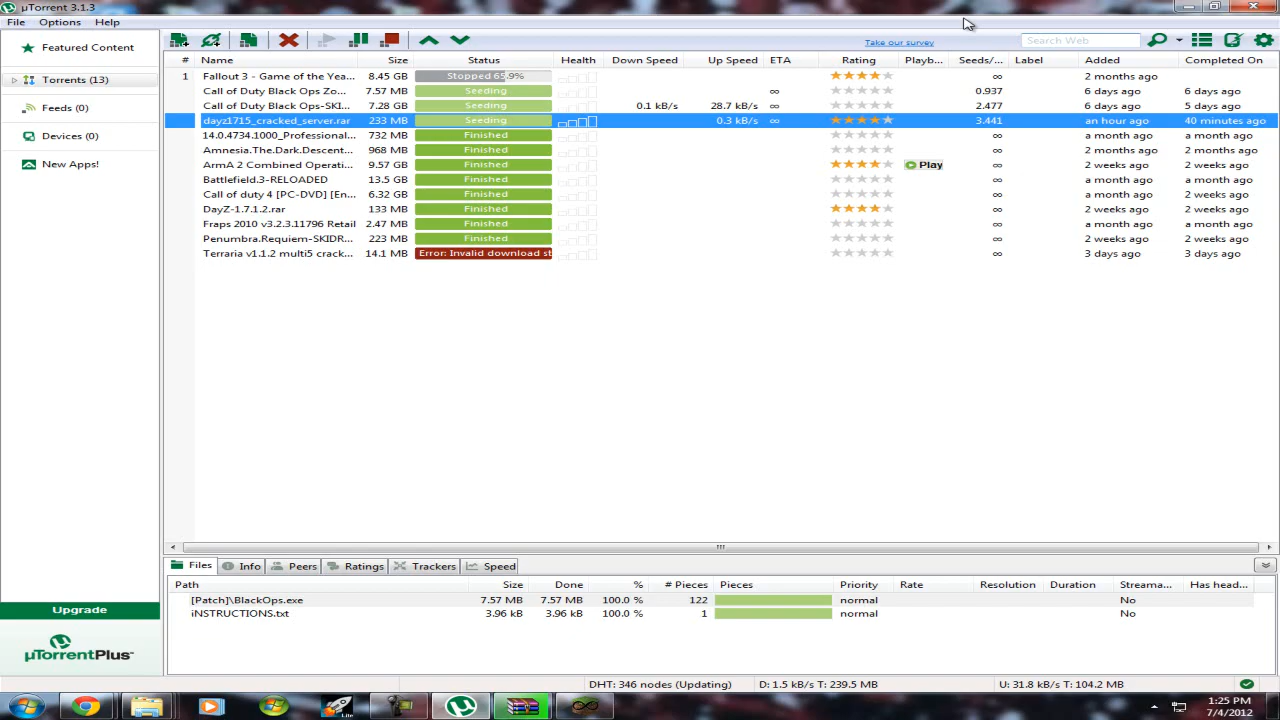 µTorrent 3.1.3
File Options Help
Featured Content
Torrents (13)
Feeds (0)
Devices (0)
New Apps!
Upgrade
µTorrentPlus
Take our survey
Search Web
# Name Size Status Health Down Speed Up Speed ETA Rating Playb... Seeds/... Label Added Completed On
1 Fallout 3 - Game of the Yea... 8.45 GB Stopped 65.9% ∞ 2 months ago
Call of Duty Black Ops Zo... 7.57 MB Seeding ∞ 0.937 6 days ago 6 days ago
Call of Duty Black Ops-SKI... 7.28 GB Seeding 0.1 kB/s 28.7 kB/s ∞ 2.477 6 days ago 5 days ago
dayz1715_cracked_server.rar 233 MB Seeding 0.3 kB/s ∞ 3.441 an hour ago 40 minutes ago
14.0.4734.1000_Professional... 732 MB Finished ∞ a month ago a month ago
Amnesia.The.Dark.Descent... 968 MB Finished ∞ 2 months ago 2 months ago
ArmA 2 Combined Operati... 9.57 GB Finished Play ∞ 2 weeks ago 2 weeks ago
Battlefield.3-RELOADED 13.5 GB Finished ∞ a month ago a month ago
Call of duty 4 [PC-DVD] [En... 6.32 GB Finished ∞ a month ago 2 weeks ago
DayZ-1.7.1.2.rar 133 MB Finished ∞ 2 weeks ago 2 weeks ago
Fraps 2010 v3.2.3.11796 Retail 2.47 MB Finished ∞ a month ago a month ago
Penumbra.Requiem-SKIDR... 223 MB Finished ∞ 2 weeks ago 2 weeks ago
Terraria v1.1.2 multi5 crack... 14.1 MB Error: Invalid download st ∞ 3 days ago 3 days ago
Files Info Peers Ratings Trackers Speed
Path Size Done % # Pieces Pieces Priority Rate Resolution Duration Streama... Has head...
[Patch]\BlackOps.exe 7.57 MB 7.57 MB 100.0 % 122 normal No
iNSTRUCTIONS.txt 3.96 kB 3.96 kB 100.0 % 1 normal No
DHT: 346 nodes (Updating) D: 1.5 kB/s T: 239.5 MB U: 31.8 kB/s T: 104.2 MB
Lite
1:25 PM
7/4/2012